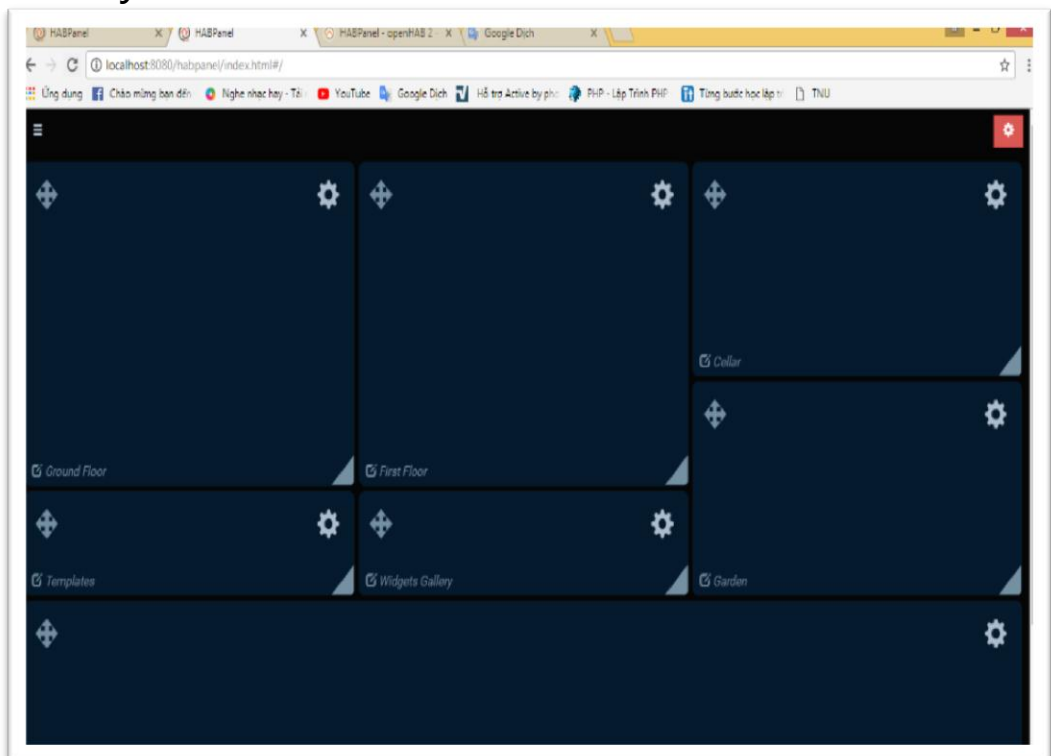 HABPanel HABPanel HABPanel - openHAB 2 - Google Dịch
localhost:8080/habpanel/index.html#/
Ứng dụng Chào mừng bạn đến Nghe nhạc hay - Tải YouTube Google Dịch Hỗ trợ Active by pho PHP - Lập Trình PHP Từng bước học lập tr TNU
Cellar
Ground Floor First Floor
Templates Widgets Gallery Garden